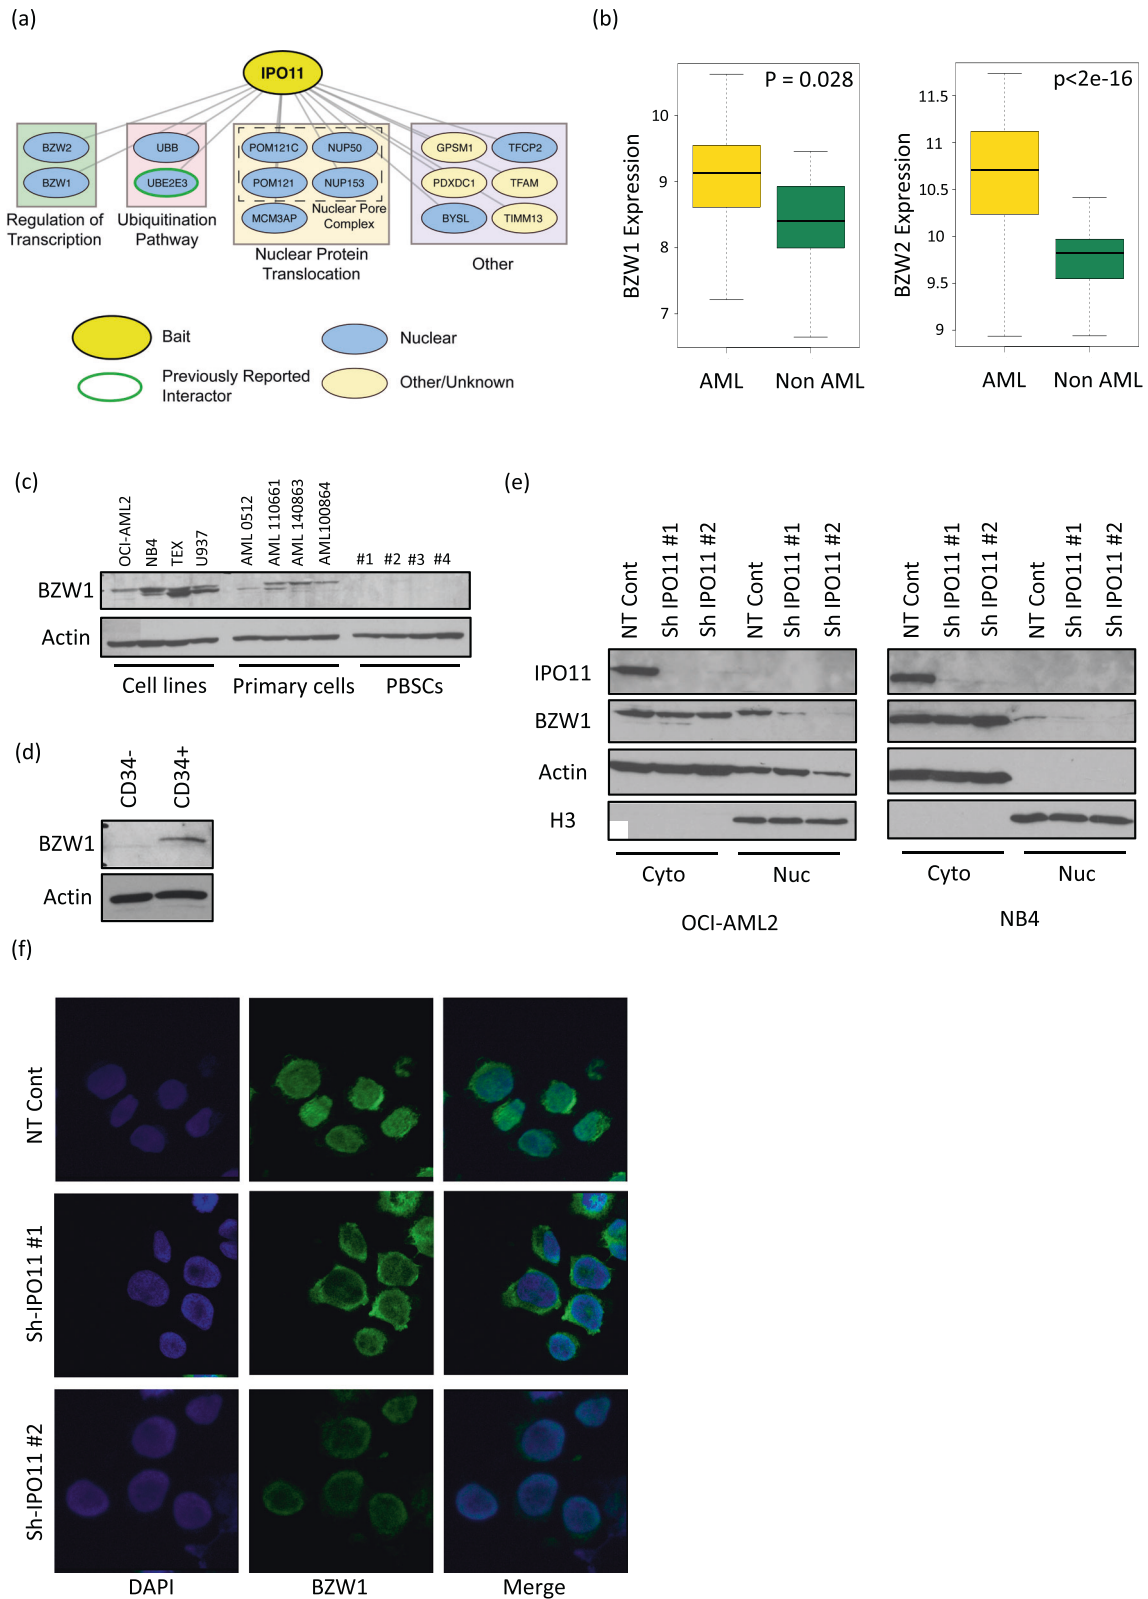 (a)
IPO11
BZW2
BZW1
Regulation of
Transcription
UBB
UBE2E3
Ubiquitination
Pathway
POM121C
NUP50
POM121
NUP153
MCM3AP
Nuclear Pore
Complex
Nuclear Protein
Translocation
GPSM1
TFCP2
PDXDC1
TFAM
BYSL
TIMM13
Other
Bait
Nuclear
Previously Reported
Interactor
Other/Unknown
(b)
BZW1 Expression
10
9
8
7
P = 0.028
AML
Non AML
BZW2 Expression
11.5
11
10.5
10
9.5
9
p<2e-16
AML
Non AML
(c)
OCI-AML2
NB4
TEX
U937
AML 0512
AML 110661
AML 140863
AML100864
#1 #2 #3 #4
BZW1
Actin
Cell lines
Primary cells
PBSCs
(d)
CD34-
CD34+
BZW1
Actin
(e)
NT Cont
Sh IPO11 #1
Sh IPO11 #2
NT Cont
Sh IPO11 #1
Sh IPO11 #2
NT Cont
Sh IPO11 #1
Sh IPO11 #2
NT Cont
Sh IPO11 #1
Sh IPO11 #2
IPO11
BZW1
Actin
H3
Cyto
Nuc
Cyto
Nuc
OCI-AML2
NB4
(f)
NT Cont
Sh-IPO11 #1
Sh-IPO11 #2
DAPI
BZW1
Merge